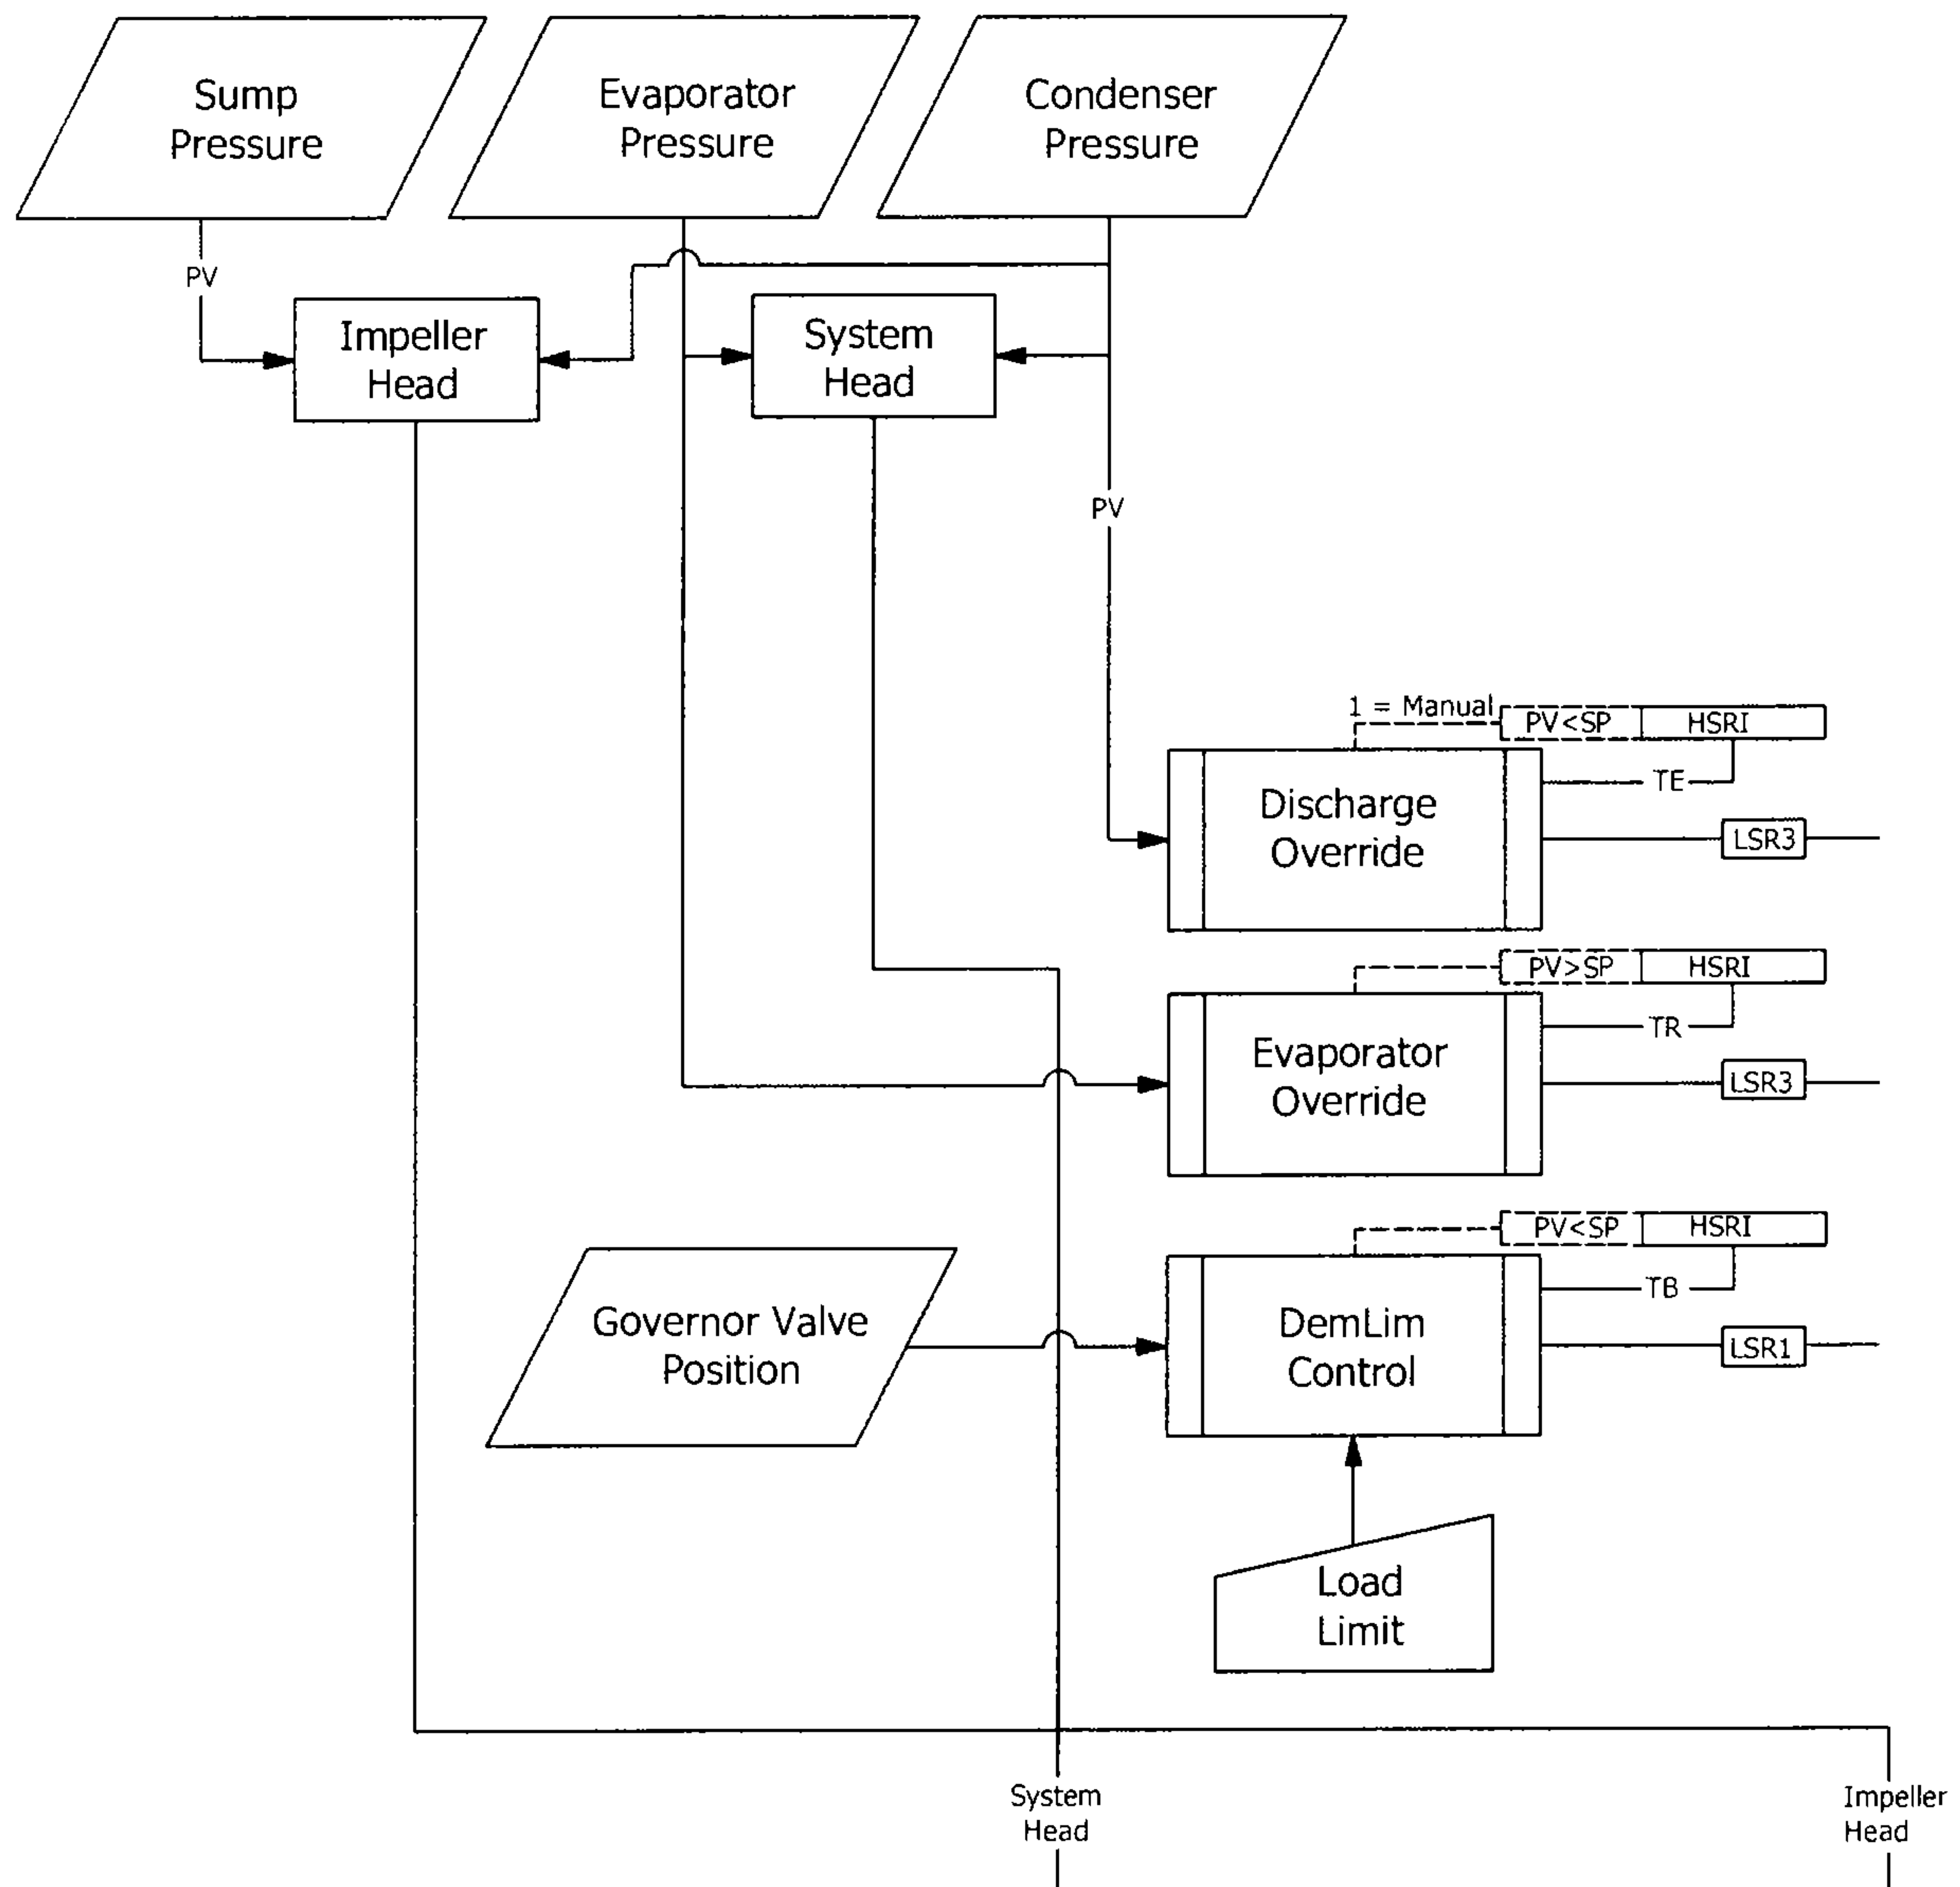 Sump
Pressure
Evaporator
Pressure
Condenser
Pressure
PV
Impeller
Head
System
Head
PV
1 = Manual
PV<SP
HSRI
TE
Discharge
Override
LSR3
PV>SP
HSRI
TR
Evaporator
Override
LSR3
PV<SP
HSRI
TB
Governor Valve
Position
DemLim
Control
LSR1
Load
Limit
System
Head
Impeller
Head